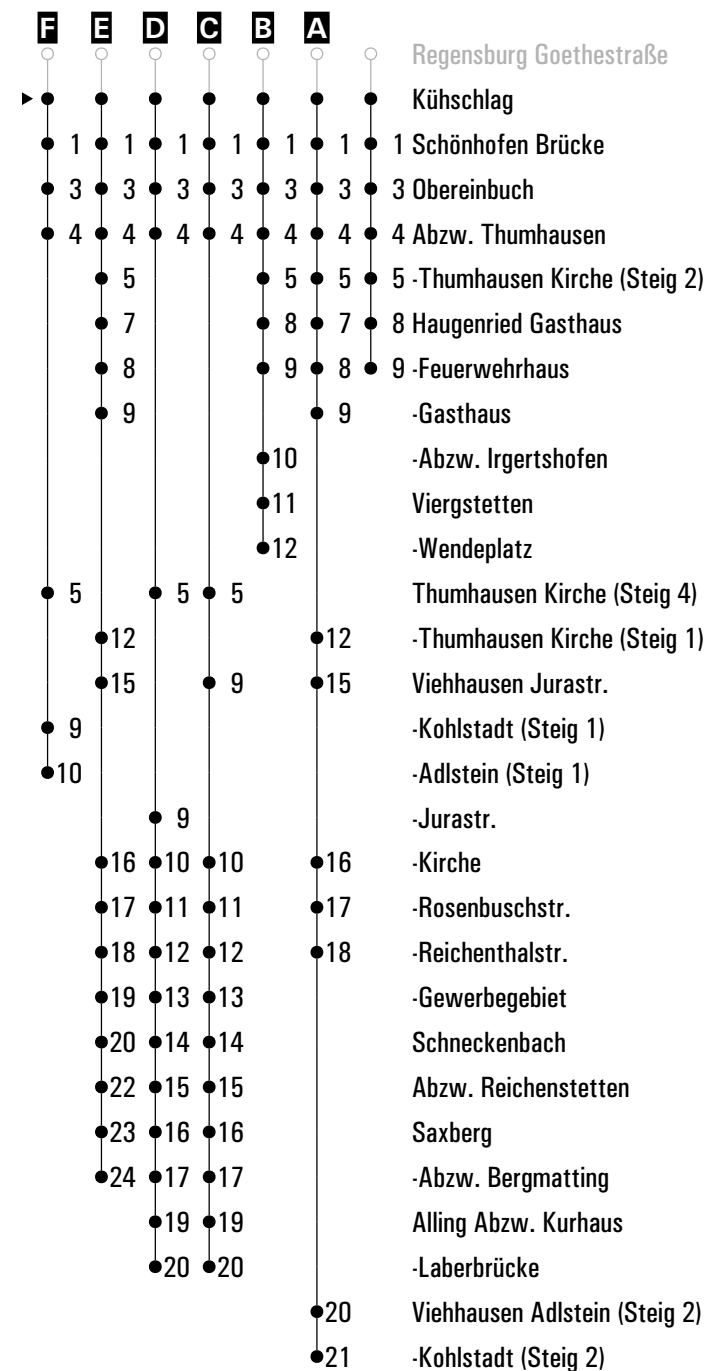 F E D C B A
Regensburg Goethestraße
Kühschlag
1 1 1 1 1 1 1 Schönhofen Brücke
3 3 3 3 3 3 3 Obereinbuch
4 4 4 4 4 4 4 Abzw. Thumhausen
5 5 5 5 -Thumhausen Kirche (Steig 2)
7 8 7 8 Haugenried Gasthaus
8 9 8 9 -Feuerwehrhaus
9 9 -Gasthaus
10 -Abzw. Irgertshofen
11 Viergstetten
12 -Wendeplatz
5 5 5 Thumhausen Kirche (Steig 4)
12 12 -Thumhausen Kirche (Steig 1)
15 9 15 Viehhausen Jurastr.
9 -Kohlstadt (Steig 1)
10 -Adlstein (Steig 1)
9 -Jurastr.
16 10 10 16 -Kirche
17 11 11 17 -Rosenbuschstr.
18 12 12 18 -Reichenthalstr.
19 13 13 -Gewerbegebiet
20 14 14 Schneckenbach
22 15 15 Abzw. Reichenstetten
23 16 16 Saxberg
24 17 17 -Abzw. Bergmatting
19 19 Alling Abzw. Kurhaus
20 20 -Laberbrücke
20 Viehhausen Adlstein (Steig 2)
21 -Kohlstadt (Steig 2)